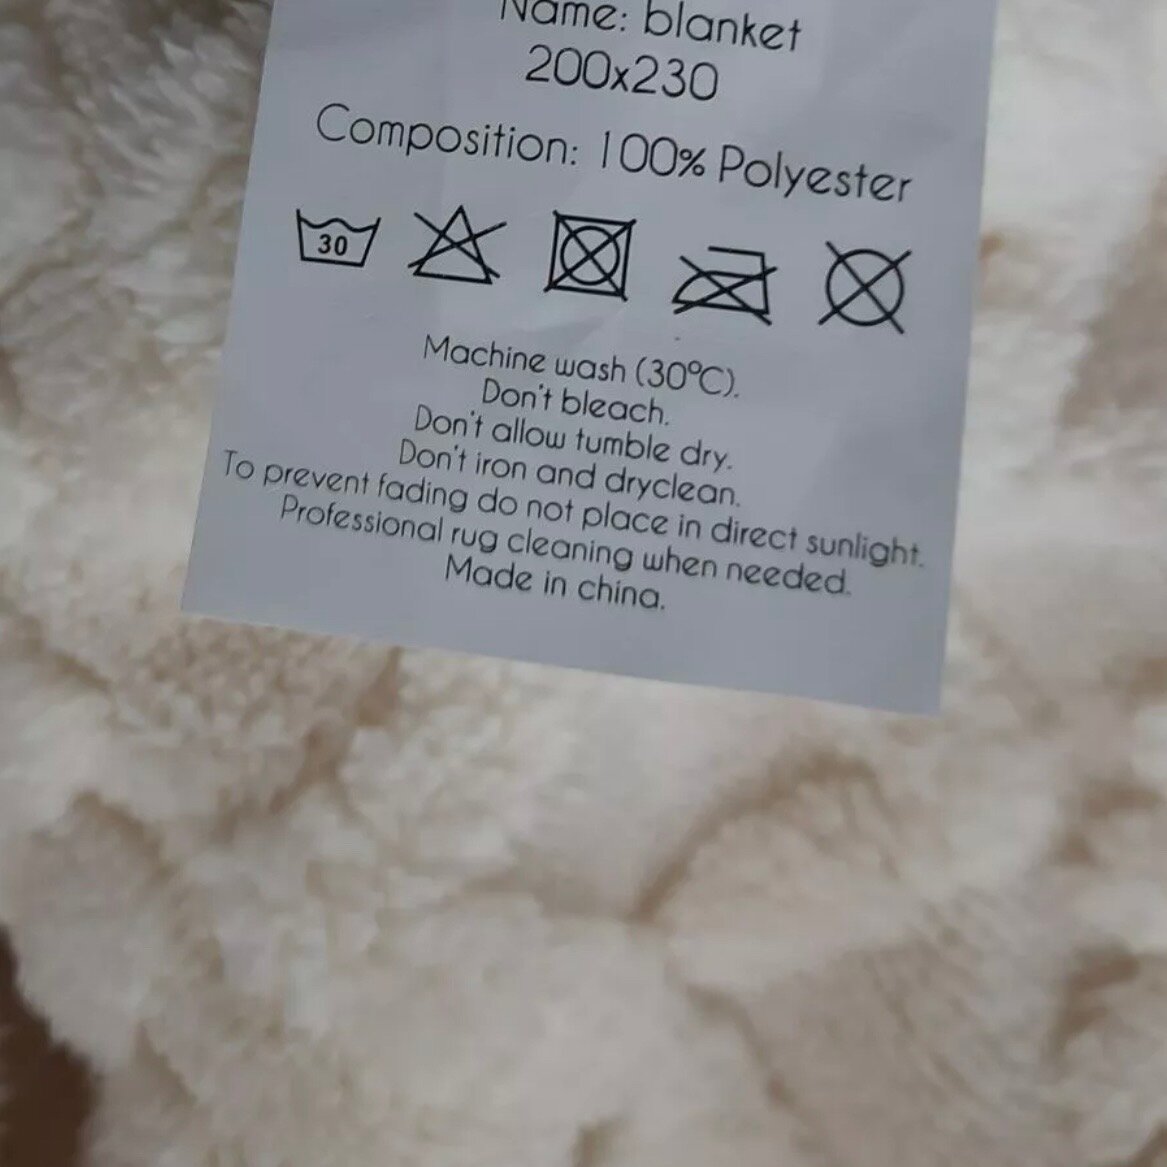 Name: blanket
200x230
Composition: 100% Polyester
30
Machine wash (30°C).
Don't bleach.
Don't allow tumble dry.
Don't iron and dryclean.
To prevent fading do not place in direct sunlight.
Professional rug cleaning when needed.
Made in china.